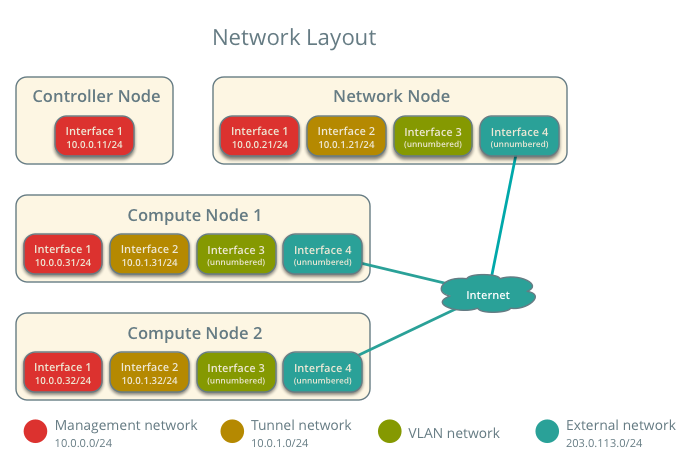 Network Layout
Controller Node
Interface 1
10.0.0.11/24
Network Node
Interface 1
10.0.0.21/24
Interface 2
10.0.1.21/24
Interface 3
(unnumbered)
Interface 4
(unnumbered)
Compute Node 1
Interface 1
10.0.0.31/24
Interface 2
10.0.1.31/24
Interface 3
(unnumbered)
Interface 4
(unnumbered)
Internet
Compute Node 2
Interface 1
10.0.0.32/24
Interface 2
10.0.1.32/24
Interface 3
(unnumbered)
Interface 4
(unnumbered)
Management network
10.0.0.0/24
Tunnel network
10.0.1.0/24
VLAN network
External network
203.0.113.0/24